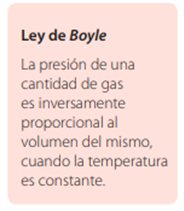 Ley de Boyle
La presión de una
cantidad de gas
es inversamente
proporcional al
volumen del mismo,
cuando la temperatura
es constante.